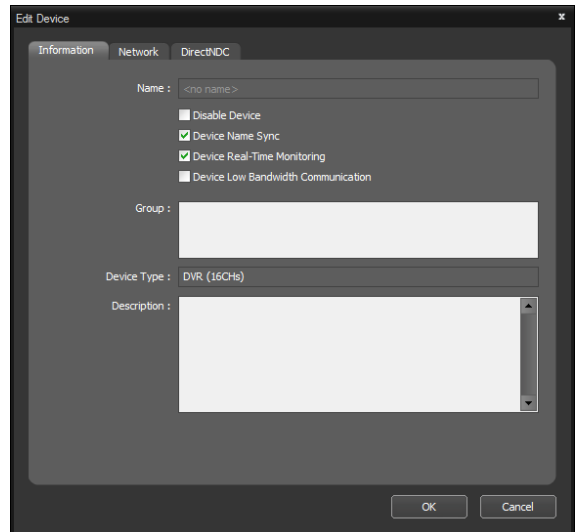 Edit Device
x
Information Network DirectNDC
Name : <no name>
Disable Device
Device Name Sync
Device Real-Time Monitoring
Device Low Bandwidth Communication
Group :
Device Type : DVR (16CHs)
Description :
OK Cancel